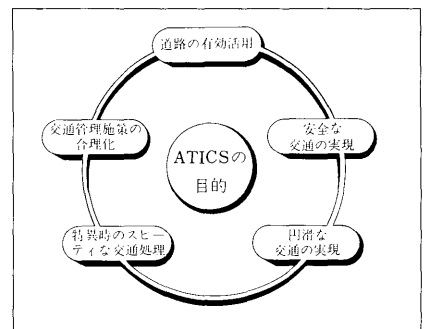 道路の有効活用
交通管理施策の
合理化
安全な
交通の実現
ATICSの
目的
特異時のスピー
ディな交通処理
円滑な
交通の実現